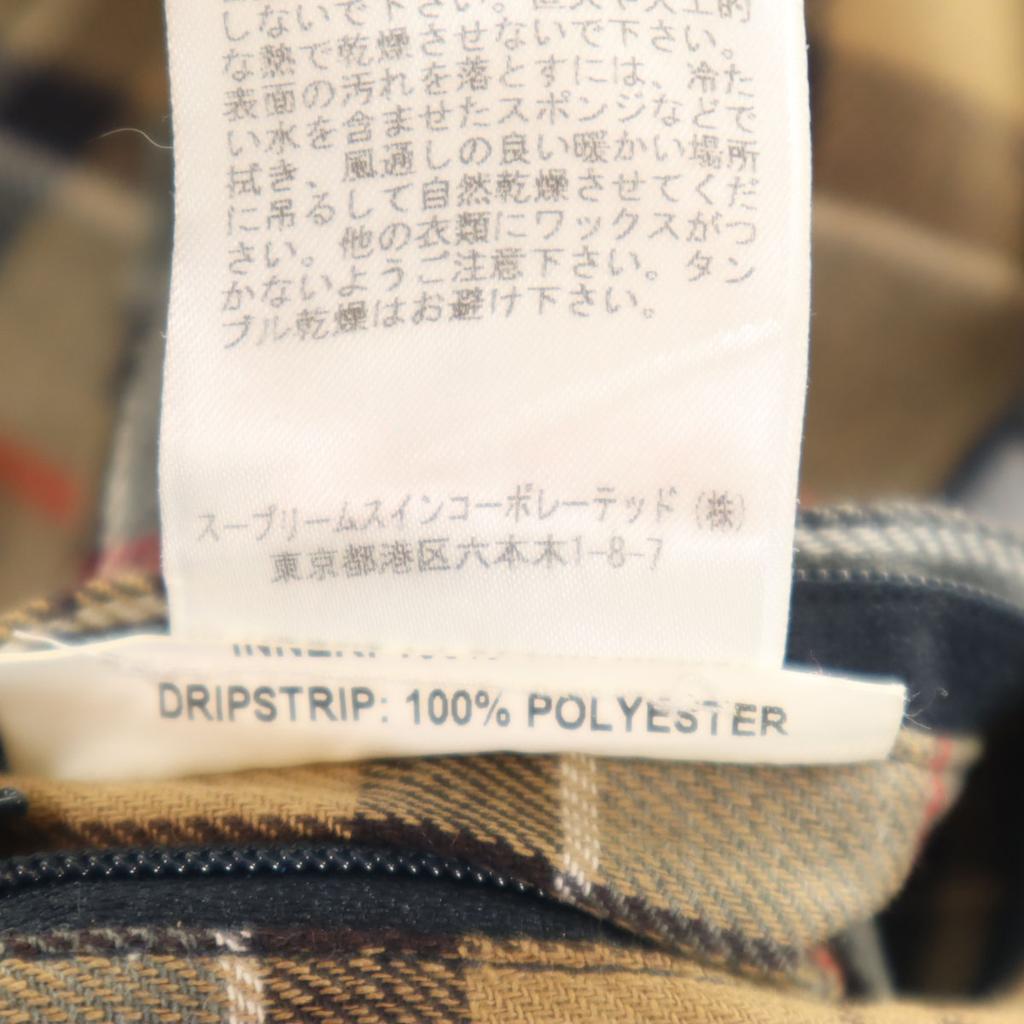 しないで下さい。直火や人工的
な熱で乾燥させないで下さい。
表面の汚れを落とすには、冷た
い水を含ませたスポンジなどで
拭き、風通しの良い暖かい場所
に吊るして自然乾燥させてくだ
さい。他の衣類にワックスがつ
かないようご注意下さい。タン
ブル乾燥はお避け下さい。
スープリームスインコーポレーテッド (株)
東京都港区六本木1-8-7
DRIPSTRIP: 100% POLYESTER